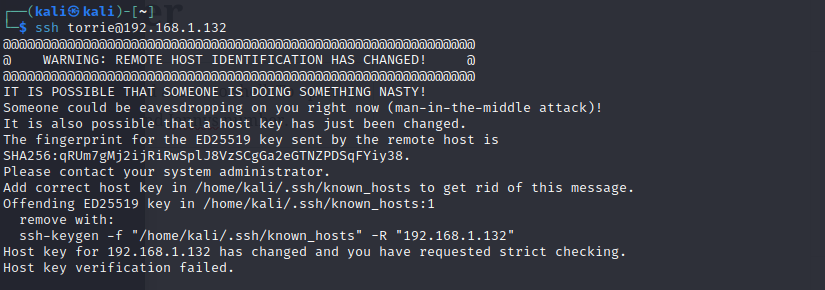 ┌──(kali㉿kali)-[~]
└─$ ssh torrie@192.168.1.132
@@@@@@@@@@@@@@@@@@@@@@@@@@@@@@@@@@@@@@@@@@@@@@@@@@@@@@@@@@@
@    WARNING: REMOTE HOST IDENTIFICATION HAS CHANGED!     @
@@@@@@@@@@@@@@@@@@@@@@@@@@@@@@@@@@@@@@@@@@@@@@@@@@@@@@@@@@@
IT IS POSSIBLE THAT SOMEONE IS DOING SOMETHING NASTY!
Someone could be eavesdropping on you right now (man-in-the-middle attack)!
It is also possible that a host key has just been changed.
The fingerprint for the ED25519 key sent by the remote host is
SHA256:qRUm7gMj2ijRiRwSplJ8VzSCgGa2eGTNZPDSqFYiy38.
Please contact your system administrator.
Add correct host key in /home/kali/.ssh/known_hosts to get rid of this message.
Offending ED25519 key in /home/kali/.ssh/known_hosts:1
  remove with:
  ssh-keygen -f "/home/kali/.ssh/known_hosts" -R "192.168.1.132"
Host key for 192.168.1.132 has changed and you have requested strict checking.
Host key verification failed.